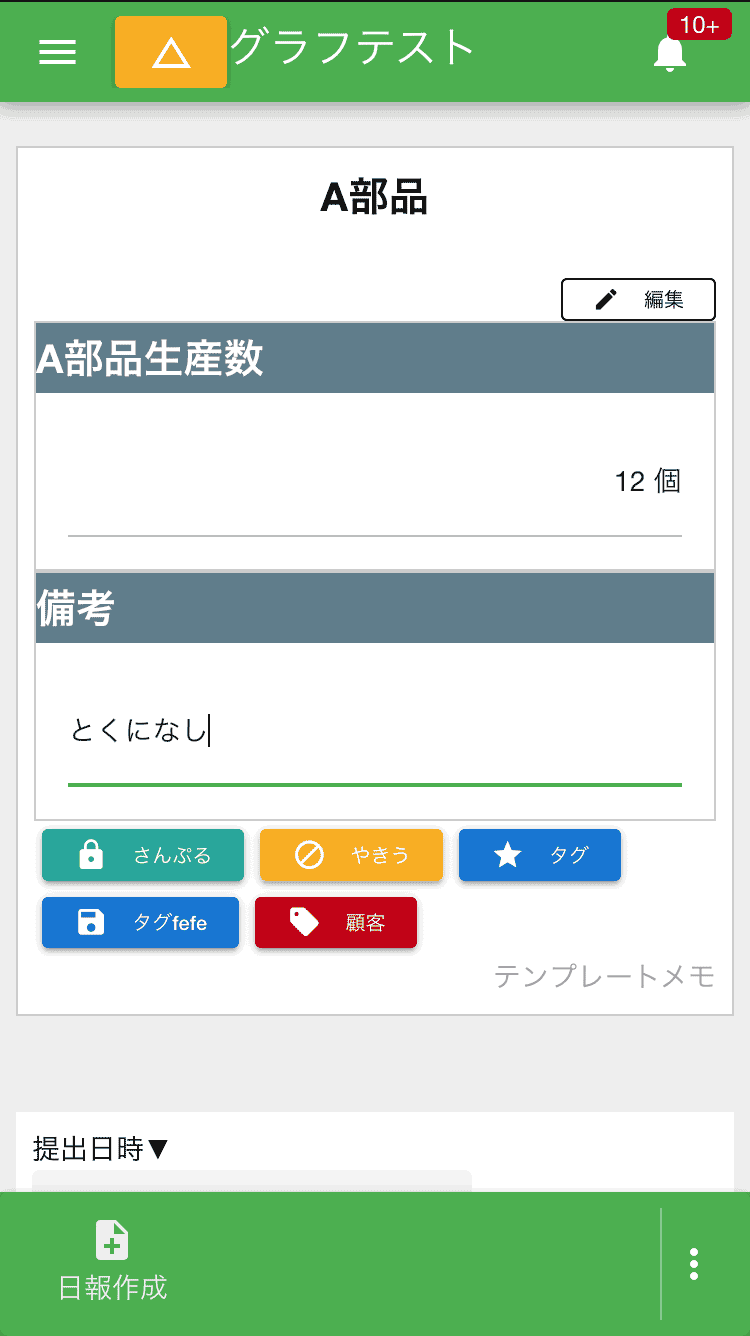 10+
グラフテスト
A部品
編集
A部品生産数
12 個
備考
とくになし
さんぷる やきう タグ
タグfefe 顧客
テンプレートメモ
提出日時▼
日報作成